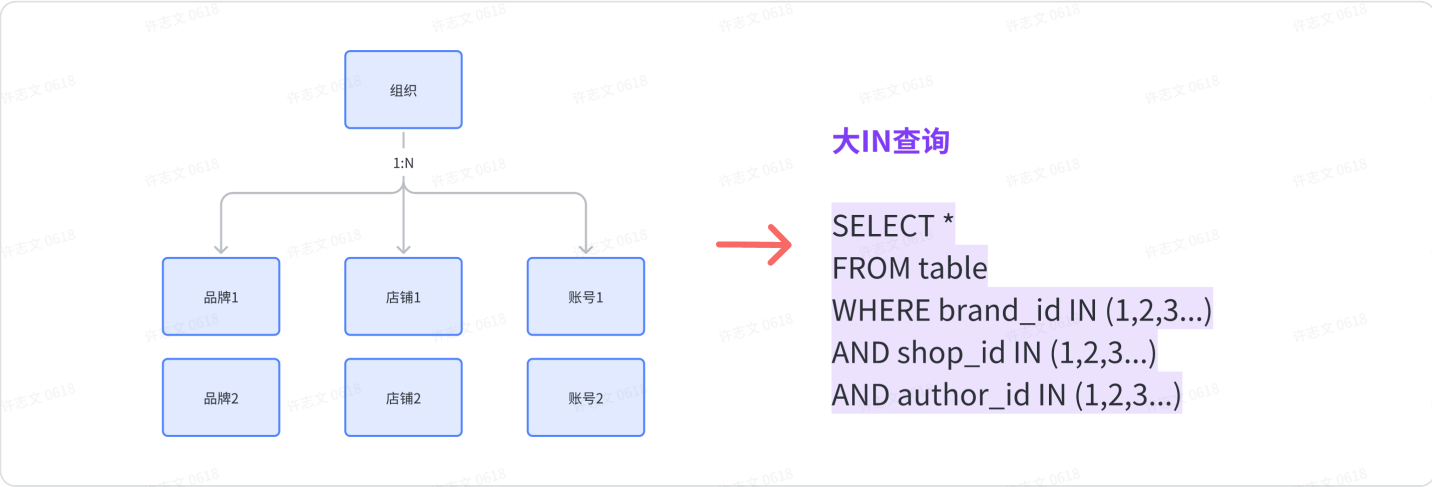 组织
1:N
品牌1
店铺1
账号1
品牌2
店铺2
账号2
大IN查询
SELECT *
FROM table
WHERE brand_id IN (1,2,3...)
AND shop_id IN (1,2,3...)
AND author_id IN (1,2,3...)
许志文 0618